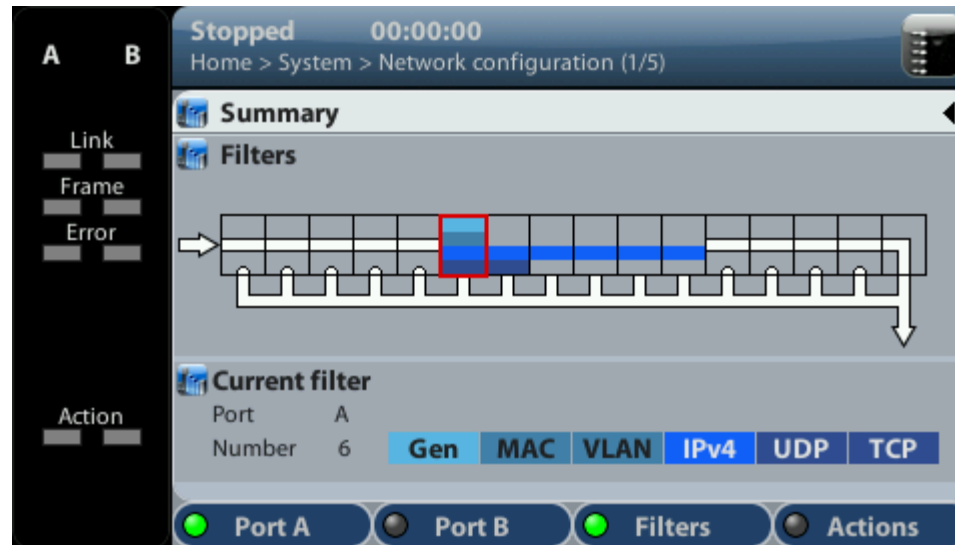 A B
Link
Frame
Error
Action
Stopped 00:00:00
Home > System > Network configuration (1/5)
Summary
Filters
Current filter
Port A
Number 6 Gen MAC VLAN IPv4 UDP TCP
Port A Port B Filters Actions